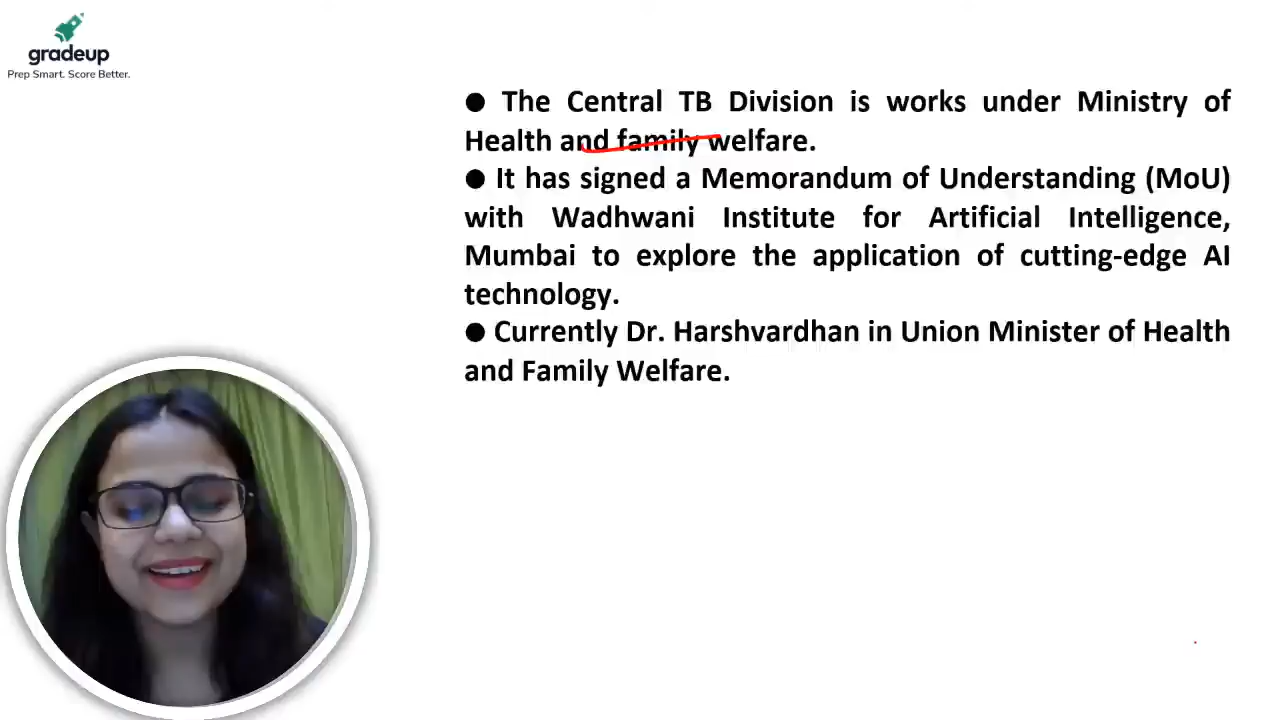 gradeup
Prep Smart. Score Better.
● The Central TB Division is works under Ministry of
Health and family welfare.
● It has signed a Memorandum of Understanding (MoU)
with Wadhwani Institute for Artificial Intelligence,
Mumbai to explore the application of cutting-edge AI
technology.
● Currently Dr. Harshvardhan in Union Minister of Health
and Family Welfare.